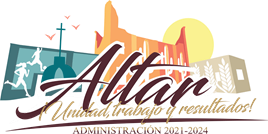 Altar
¡Unidad, trabajo y resultados!
ADMINISTRACIÓN 2021-2024